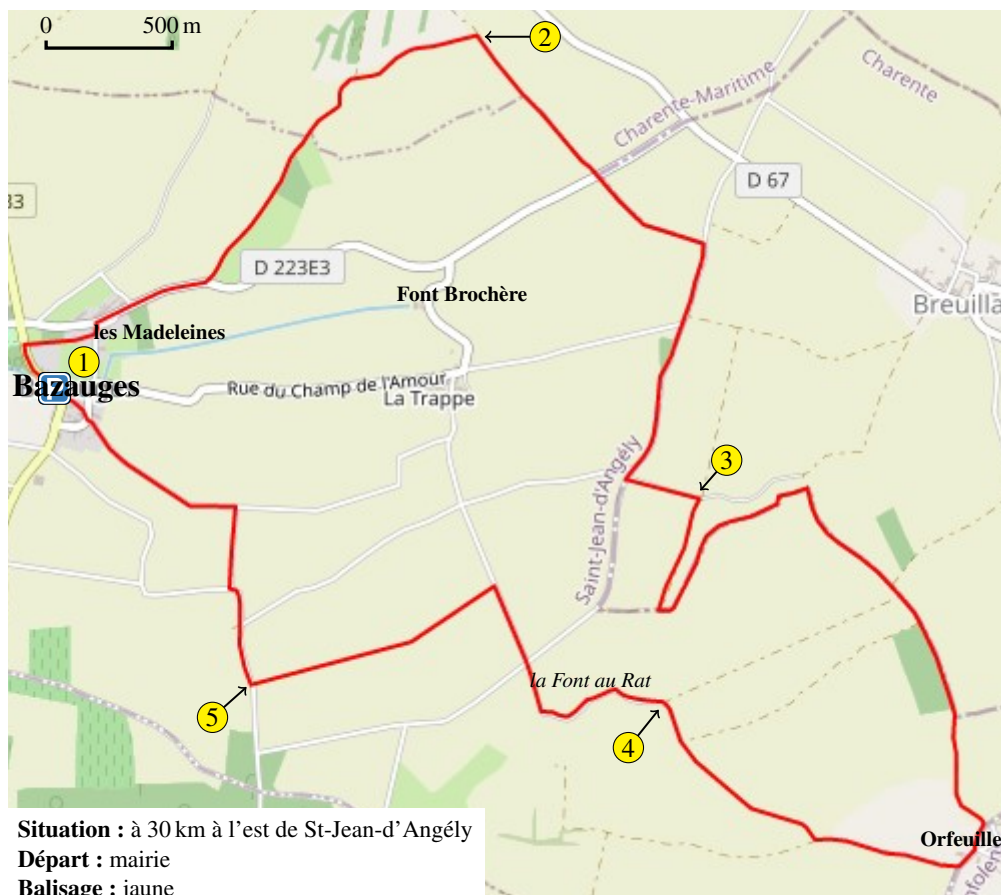 0 500 m
2
Charente-Maritime
Charente
D 67
33
D 223E3
Font Brochère
Breuilla
les Madeleines
1
Bazauges
Rue du Champ de l'Amour
La Trappe
3
Saint-Jean-d'Angély
la Font au Rat
5
4
Orfeuille
Situation : à 30 km à l'est de St-Jean-d'Angély
Départ : mairie
Balisage : jaune